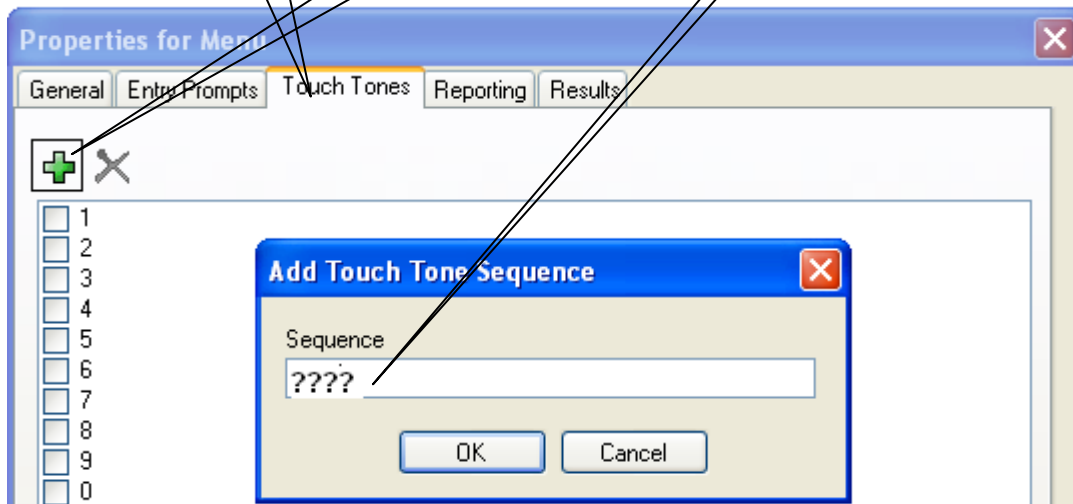 Properties for Menu
General Entry Prompts Touch Tones Reporting Results
1
2
3
4
5
6
7
8
9
0
Add Touch Tone Sequence
Sequence
????
OK Cancel